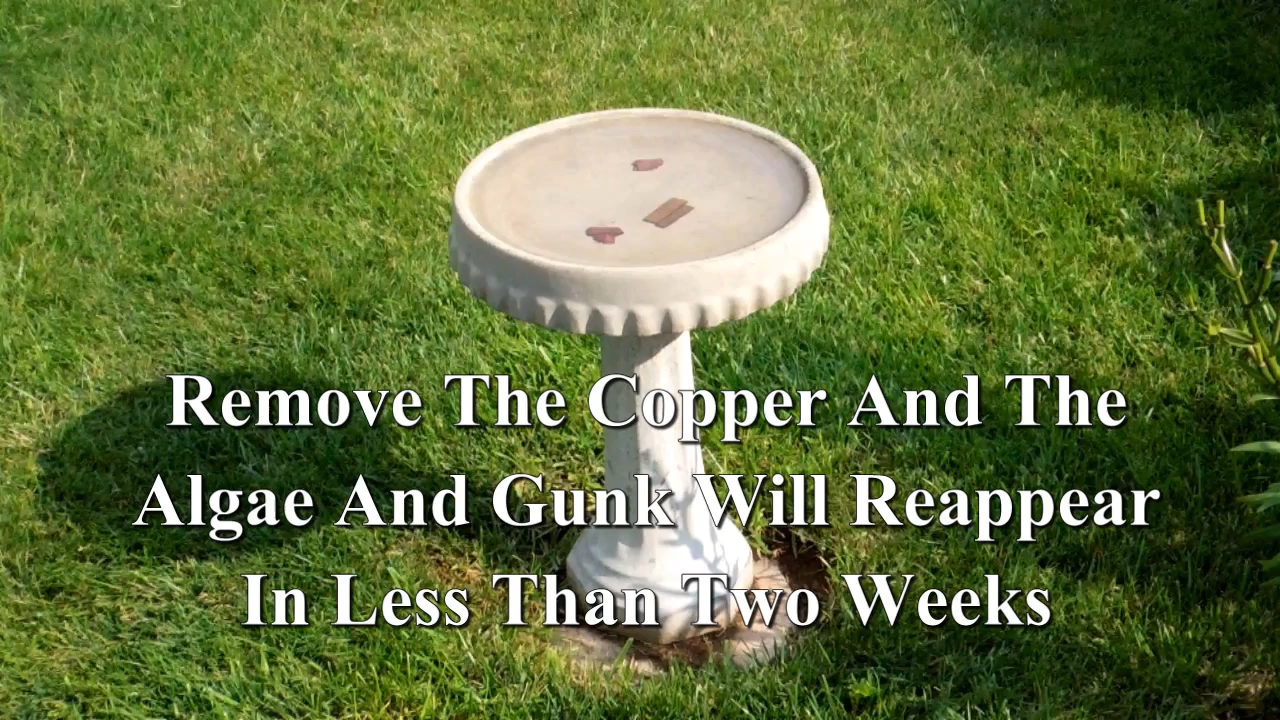 Remove The Copper And The
Algae And Gunk Will Reappear
In Less Than Two Weeks